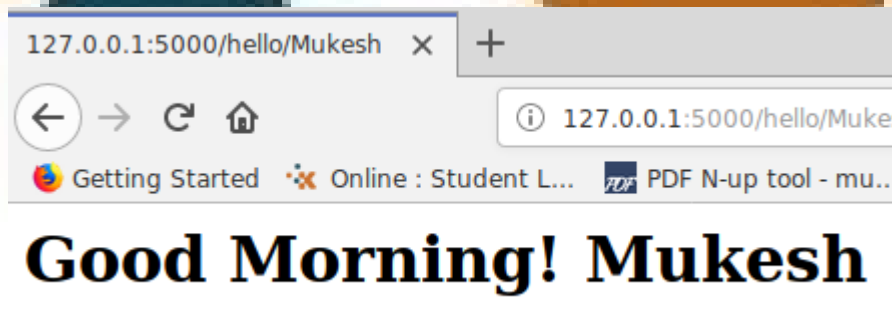 127.0.0.1:5000/hello/Mukesh
127.0.0.1:5000/hello/Muke
Getting Started Online : Student L... PDF PDF N-up tool - mu...
Good Morning! Mukesh